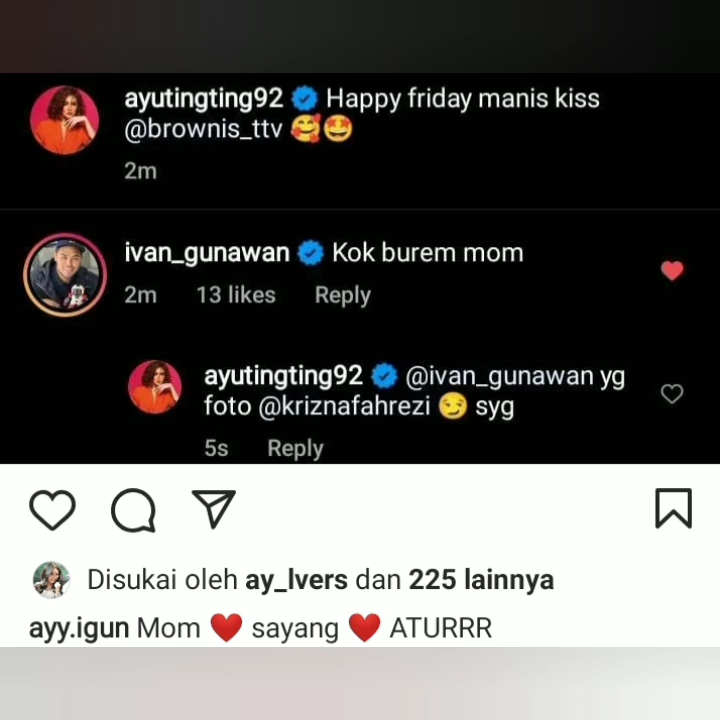 ayutingting92 Happy friday manis kiss
@brownis_ttv 🥰🤩
2m
ivan_gunawan Kok burem mom
2m 13 likes Reply
ayutingting92 @ivan_gunawan yg
foto @kriznafahrezi 😏 syg
5s Reply
Disukai oleh ay_lvers dan 225 lainnya
ayy.igun Mom ❤️ sayang ❤️ ATURRR